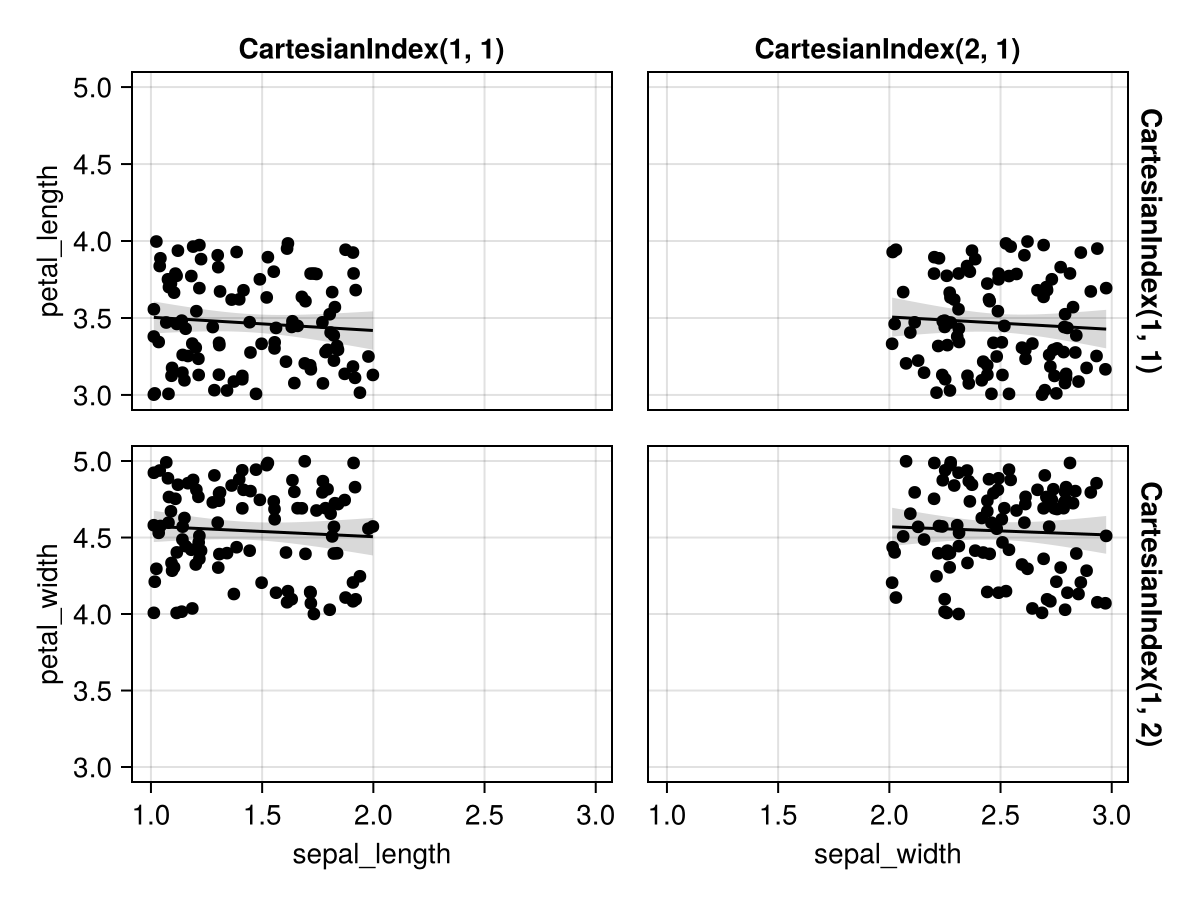 CartesianIndex(1, 1)
CartesianIndex(2, 1)
petal_length
5.0
4.5
4.0
3.5
3.0
CartesianIndex(1, 1)
petal_width
5.0
4.5
4.0
3.5
3.0
CartesianIndex(1, 2)
1.0 1.5 2.0 2.5 3.0
1.0 1.5 2.0 2.5 3.0
sepal_length
sepal_width